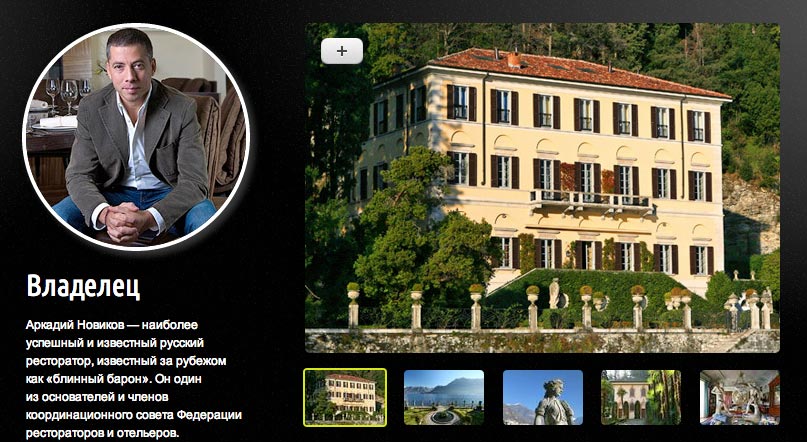 Владелец
Аркадий Новиков — наиболее
успешный и известный русский
ресторатор, известный за рубежом
как «блинный барон». Он один
из основателей и членов
координационного совета Федерации
рестораторов и отельеров.